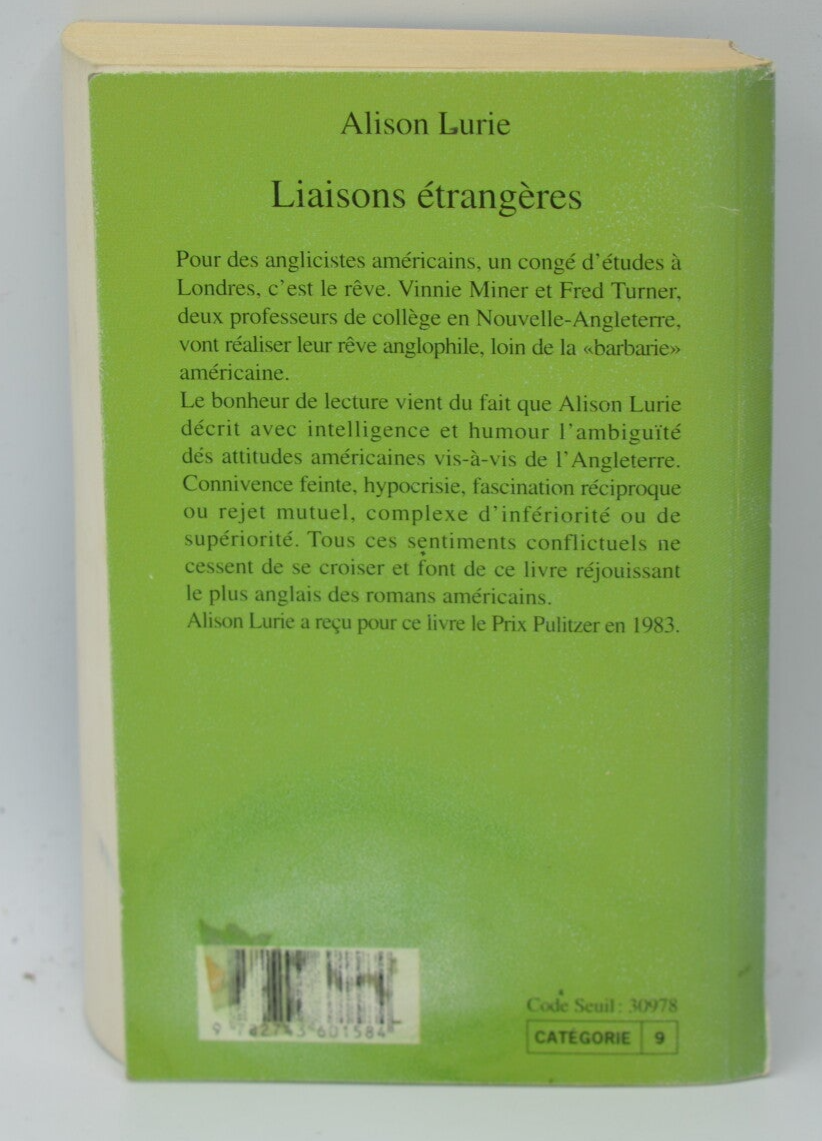 Alison Lurie
Liaisons étrangères
Pour des anglicistes américains, un congé d'études à
Londres, c'est le rêve. Vinnie Miner et Fred Turner,
deux professeurs de collège en Nouvelle-Angleterre,
vont réaliser leur rêve anglophile, loin de la «barbarie»
américaine.
Le bonheur de lecture vient du fait que Alison Lurie
décrit avec intelligence et humour l'ambiguïté
des attitudes américaines vis-à-vis de l'Angleterre.
Connivence feinte, hypocrisie, fascination réciproque
ou rejet mutuel, complexe d'infériorité ou de
supériorité. Tous ces sentiments conflictuels ne
cessent de se croiser et font de ce livre réjouissant
le plus anglais des romans américains.
Alison Lurie a reçu pour ce livre le Prix Pulitzer en 1983.
9 782743 601584
Code Seuil : 30978
CATÉGORIE 9